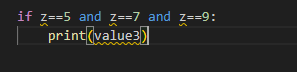 if z==5 and z==7 and z==9:
    print(value3)